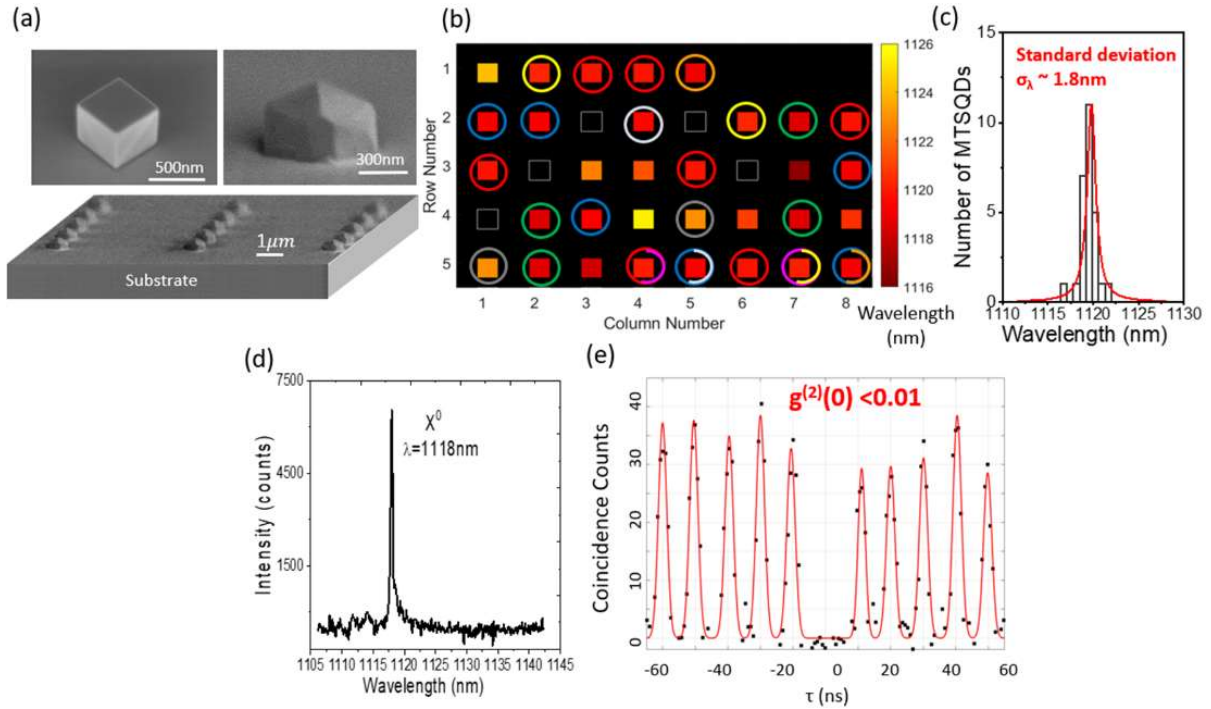 (a)
500nm
300nm
1μm
Substrate
(b)
Row Number
1
2
3
4
5
1 2 3 4 5 6 7 8
Column Number
1126
1124
1122
1120
1118
1116
Wavelength
(nm)
(c)
Standard deviation
σλ ~ 1.8nm
Number of MTSQDs
15
10
5
0
1110 1115 1120 1130
Wavelength (nm)
(d)
Intensity (counts)
7500
4500
1500
X⁰
λ=1118nm
1105 1110 1115 1120 1125 1130 1135 1140 1145
Wavelength (nm)
(e)
g⁽²⁾(0) <0.01
Coincidence Counts
40
30
20
10
0
-60 -40 -20 0 20 40 60
τ (ns)